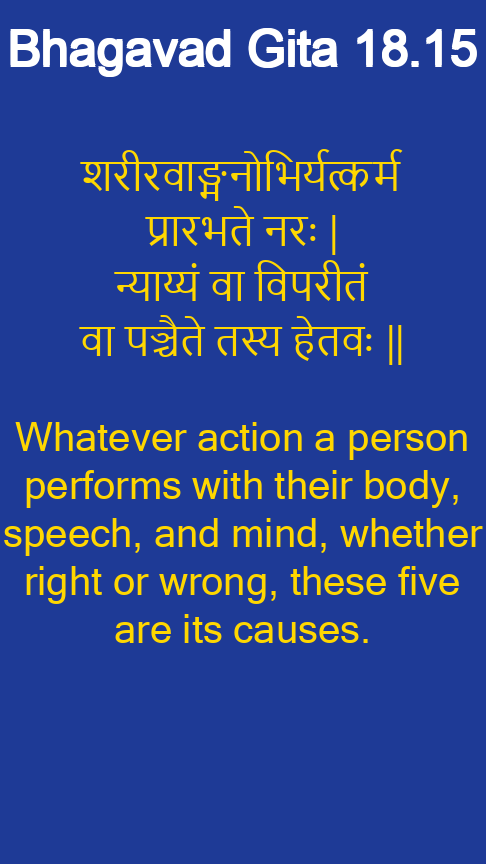 Bhagavad Gita 18.15
शरीरवाङ्मनोभिर्यत्कर्म
प्रारभते नरः |
न्याय्यं वा विपरीतं
वा पञ्चैते तस्य हेतवः ||
Whatever action a person
performs with their body,
speech, and mind, whether
right or wrong, these five
are its causes.